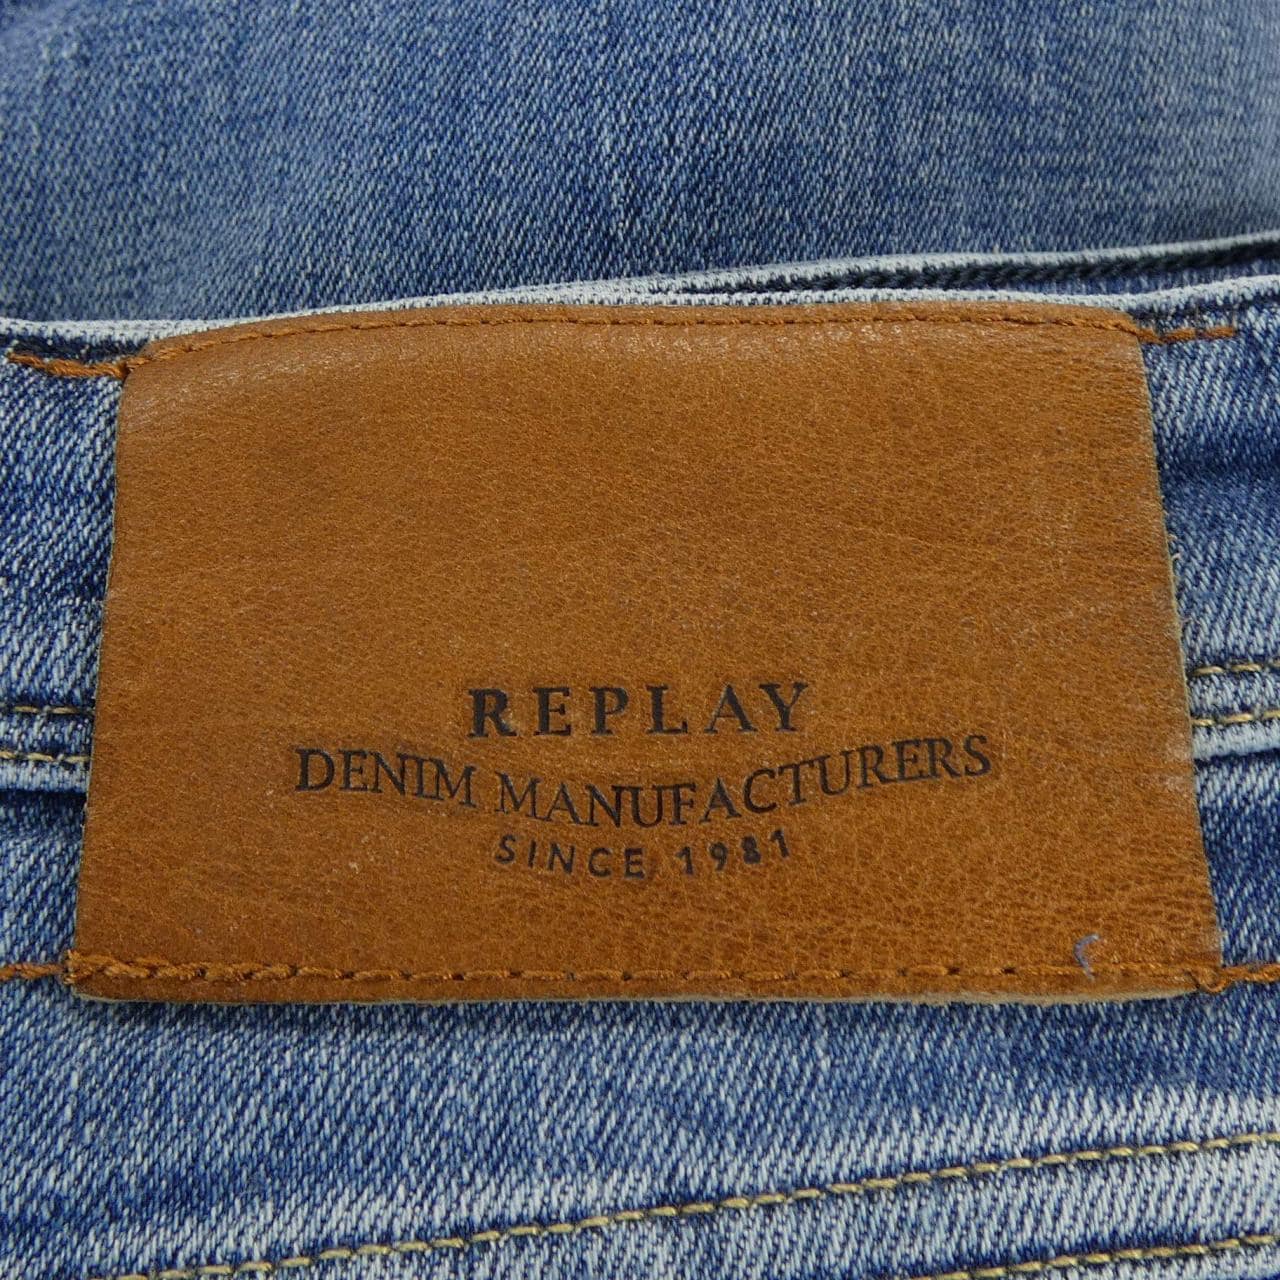 REPLAY
DENIM MANUFACTURERS
SINCE 1981